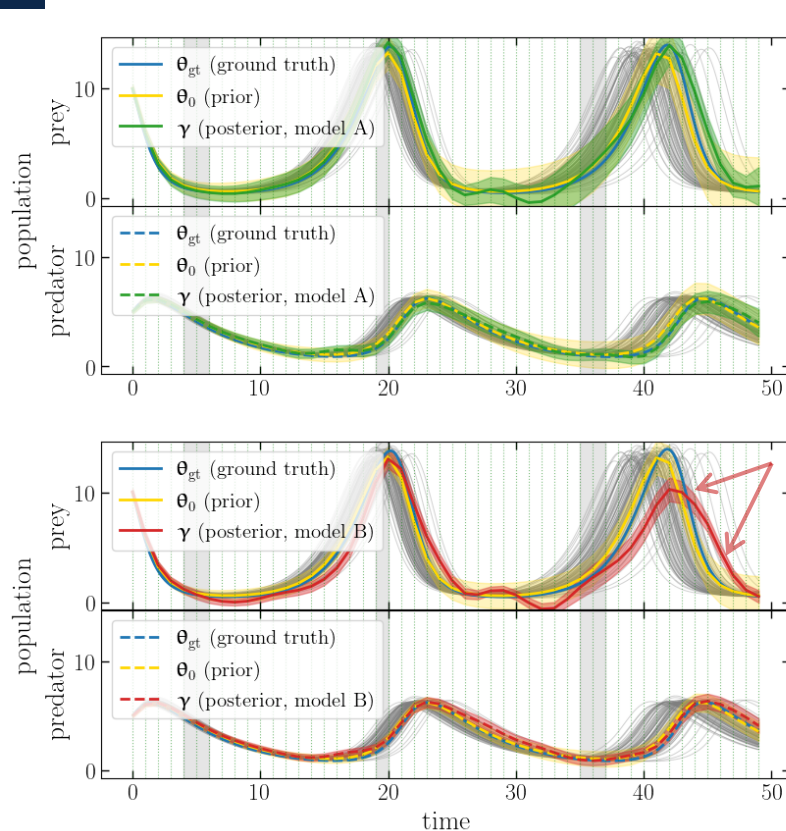 10
0
prey
θgt (ground truth)
θ0 (prior)
γ (posterior, model A)
population
10
0
predator
θgt (ground truth)
θ0 (prior)
γ (posterior, model A)
0 10 20 30 40 50
10
0
prey
θgt (ground truth)
θ0 (prior)
γ (posterior, model B)
population
10
0
predator
θgt (ground truth)
θ0 (prior)
γ (posterior, model B)
0 10 20 30 40 50
time